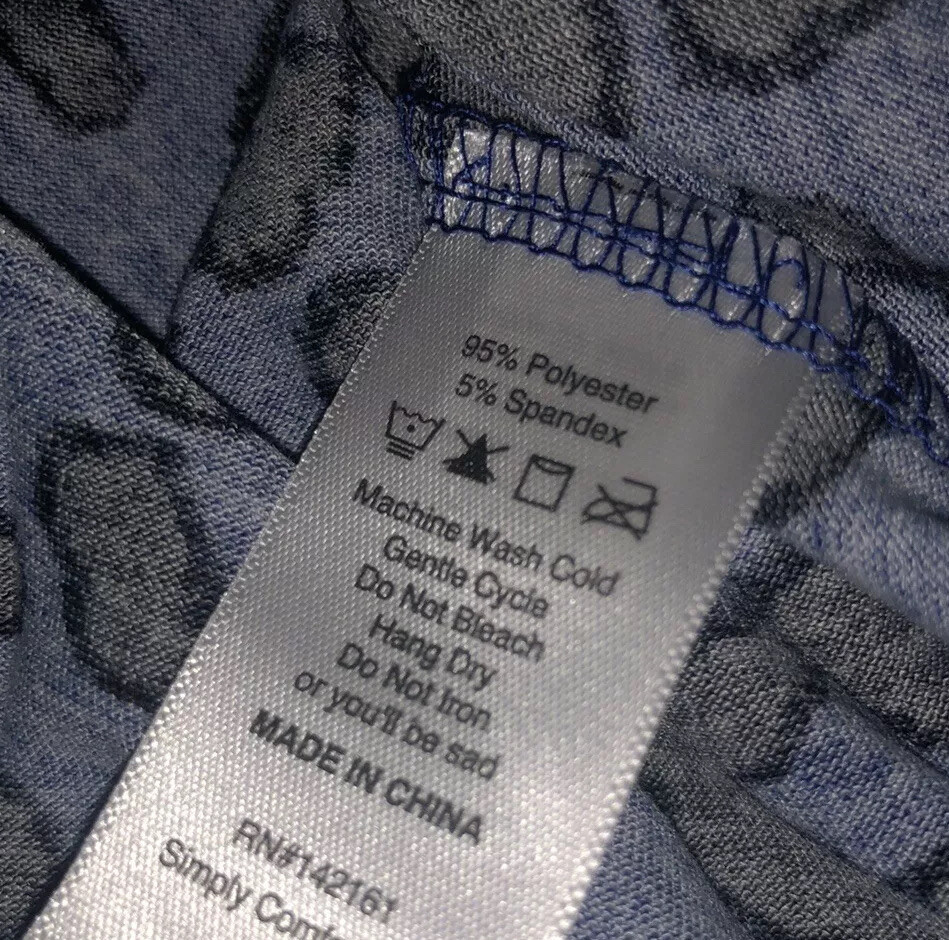 95% Polyester
5% Spandex
Machine Wash Cold
Gentle Cycle
Do Not Bleach
Hang Dry
Do Not Iron
or you'll be sad
MADE IN CHINA
RN#142161
Simply